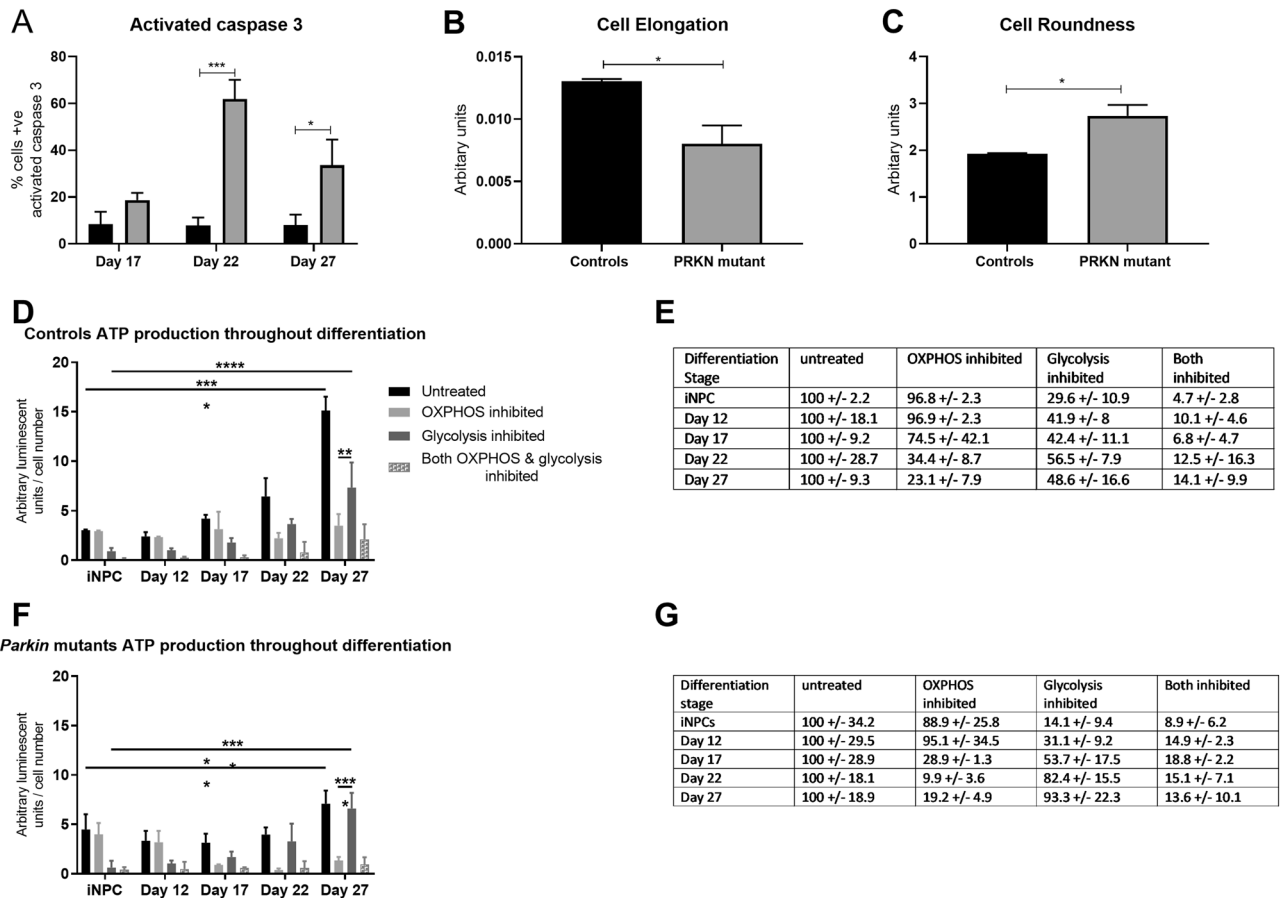 A
Activated caspase 3
% cells +ve
activated caspase 3
80
60
40
20
0
***
*
Day 17
Day 22
Day 27
B
Cell Elongation
Arbitary units
0.015
0.010
0.005
0.000
*
Controls
PRKN mutant
C
Cell Roundness
Arbitary units
4
3
2
1
0
*
Controls
PRKN mutant
D
Controls ATP production throughout differentiation
Arbitrary luminescent
units / cell number
20
15
10
5
0
****
***
*
**
iNPC
Day 12
Day 17
Day 22
Day 27
Untreated
OXPHOS inhibited
Glycolysis inhibited
Both OXPHOS & glycolysis
inhibited
E
Differentiation
Stage
untreated
OXPHOS inhibited
Glycolysis
inhibited
Both
inhibited
iNPC 100 +/- 2.2 96.8 +/- 2.3 29.6 +/- 10.9 4.7 +/- 2.8
Day 12 100 +/- 18.1 96.9 +/- 2.3 41.9 +/- 8 10.1 +/- 4.6
Day 17 100 +/- 9.2 74.5 +/- 42.1 42.4 +/- 11.1 6.8 +/- 4.7
Day 22 100 +/- 28.7 34.4 +/- 8.7 56.5 +/- 7.9 12.5 +/- 16.3
Day 27 100 +/- 9.3 23.1 +/- 7.9 48.6 +/- 16.6 14.1 +/- 9.9
F
Parkin mutants ATP production throughout differentiation
Arbitrary luminescent
units / cell number
20
15
10
5
0
***
* *
*
***
*
iNPC
Day 12
Day 17
Day 22
Day 27
G
Differentiation
stage
untreated
OXPHOS
inhibited
Glycolysis
inhibited
Both inhibited
iNPCs 100 +/- 34.2 88.9 +/- 25.8 14.1 +/- 9.4 8.9 +/- 6.2
Day 12 100 +/- 29.5 95.1 +/- 34.5 31.1 +/- 9.2 14.9 +/- 2.3
Day 17 100 +/- 28.9 28.9 +/- 1.3 53.7 +/- 17.5 18.8 +/- 2.2
Day 22 100 +/- 18.1 9.9 +/- 3.6 82.4 +/- 15.5 15.1 +/- 7.1
Day 27 100 +/- 18.9 19.2 +/- 4.9 93.3 +/- 22.3 13.6 +/- 10.1